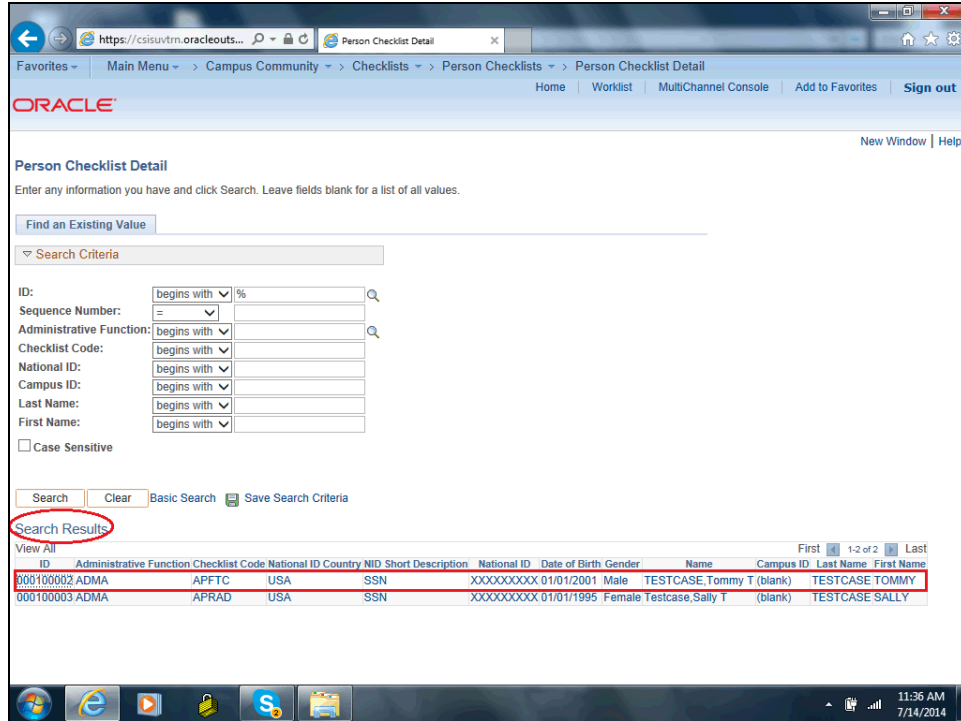 https://csisuvtrn.oracleouts...
Person Checklist Detail
Favorites
Main Menu > Campus Community > Checklists > Person Checklists > Person Checklist Detail
Home Worklist MultiChannel Console Add to Favorites Sign out
ORACLE
New Window | Help
Person Checklist Detail
Enter any information you have and click Search. Leave fields blank for a list of all values.
Find an Existing Value
Search Criteria
ID: begins with %
Sequence Number: =
Administrative Function: begins with
Checklist Code: begins with
National ID: begins with
Campus ID: begins with
Last Name: begins with
First Name: begins with
Case Sensitive
Search Clear Basic Search Save Search Criteria
Search Results
View All First 1-2 of 2 Last
ID Administrative Function Checklist Code National ID Country NID Short Description National ID Date of Birth Gender Name Campus ID Last Name First Name
000100002 ADMA APFTC USA SSN XXXXXXXXX 01/01/2001 Male TESTCASE,Tommy T (blank) TESTCASE TOMMY
000100003 ADMA APRAD USA SSN XXXXXXXXX 01/01/1995 Female Testcase,Sally T (blank) TESTCASE SALLY
S 2
11:36 AM
7/14/2014